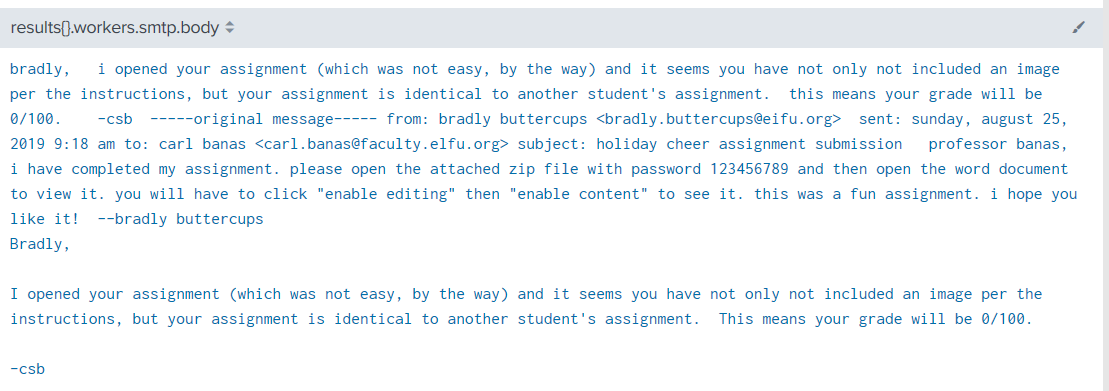 results{}.workers.smtp.body
bradly,   i opened your assignment (which was not easy, by the way) and it seems you have not only not included an image
per the instructions, but your assignment is identical to another student's assignment.  this means your grade will be
0/100.    -csb  -----original message----- from: bradly buttercups <bradly.buttercups@eifu.org>  sent: sunday, august 25,
2019 9:18 am to: carl banas <carl.banas@faculty.elfu.org> subject: holiday cheer assignment submission   professor banas,
i have completed my assignment. please open the attached zip file with password 123456789 and then open the word document
to view it. you will have to click "enable editing" then "enable content" to see it. this was a fun assignment. i hope you
like it!  --bradly buttercups
Bradly,
I opened your assignment (which was not easy, by the way) and it seems you have not only not included an image per the
instructions, but your assignment is identical to another student's assignment.  This means your grade will be 0/100.
-csb